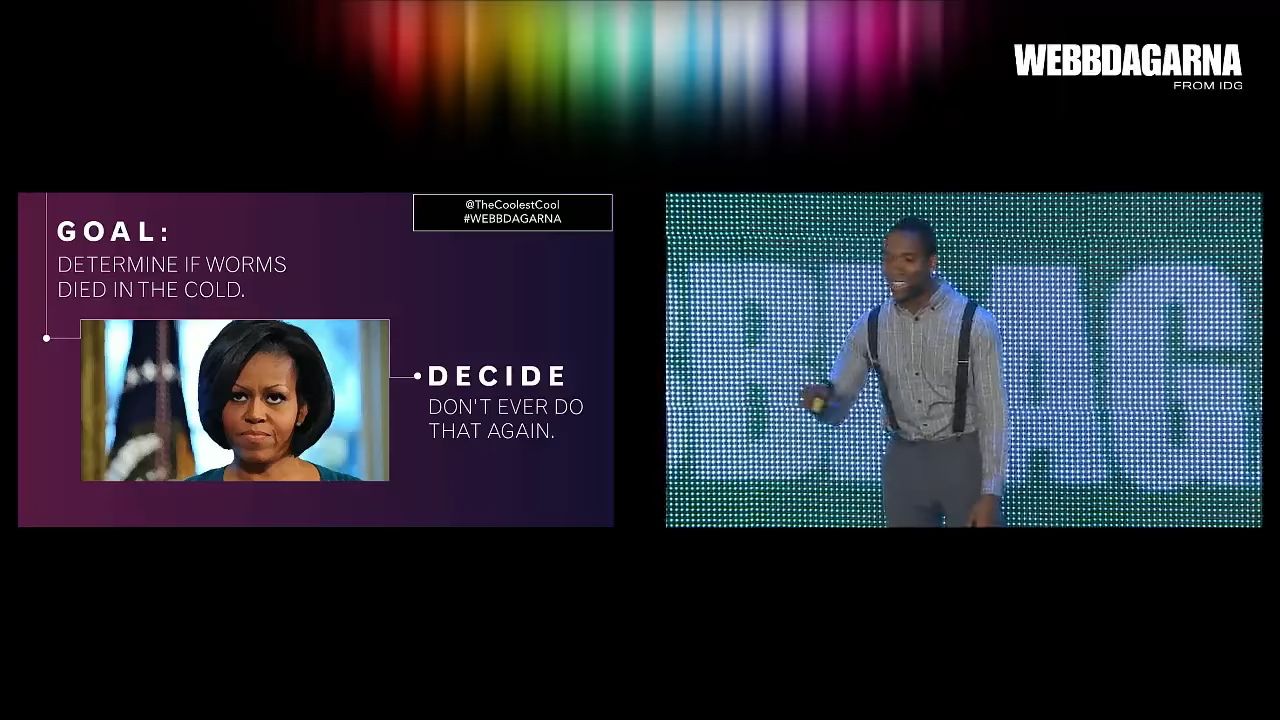 WEBBDAGARNA
FROM IDG
@TheCoolestCool
#WEBBDAGARNA
GOAL:
DETERMINE IF WORMS
DIED IN THE COLD.
DECIDE
DON'T EVER DO
THAT AGAIN.
BDAG